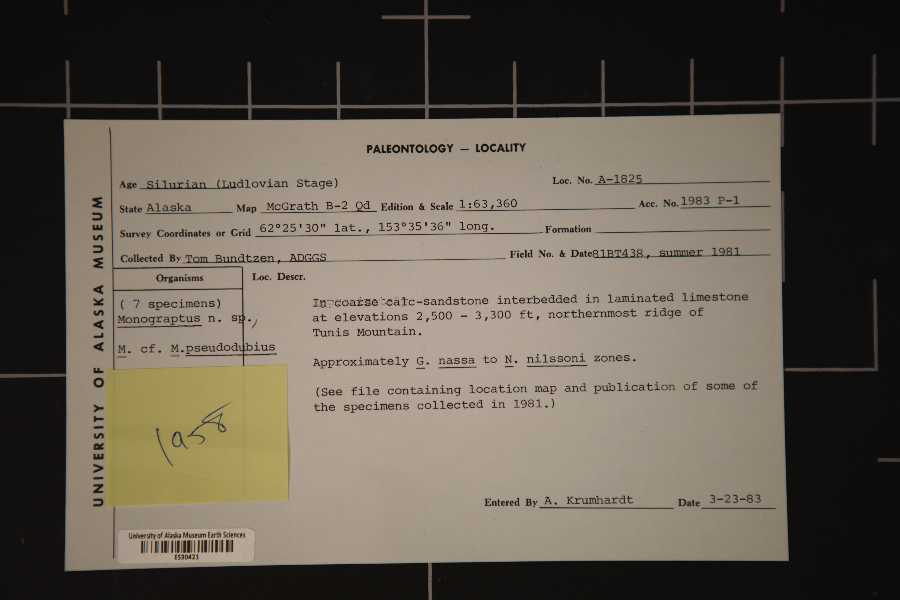 PALEONTOLOGY — LOCALITY
Age Silurian (Ludlovian Stage) Loc. No. A-1825
State Alaska Map McGrath B-2 Qd Edition & Scale 1:63,360 Acc. No. 1983 P-1
Survey Coordinates or Grid 62°25'30" lat., 153°35'36" long. Formation
Collected By Tom Bundtzen, ADGGS Field No. & Date 81BT438, summer 1981
Organisms Loc. Descr.
( 7 specimens)
Monograptus n. sp.,
M. cf. M.pseudodubius
In coarse calc-sandstone interbedded in laminated limestone
at elevations 2,500 - 3,300 ft, northernmost ridge of
Tunis Mountain.
Approximately G. nassa to N. nilssoni zones.
(See file containing location map and publication of some of
the specimens collected in 1981.)
1958
Entered By A. Krumhardt Date 3-23-83
UNIVERSITY OF ALASKA MUSEUM
University of Alaska Museum Earth Sciences
ES30423